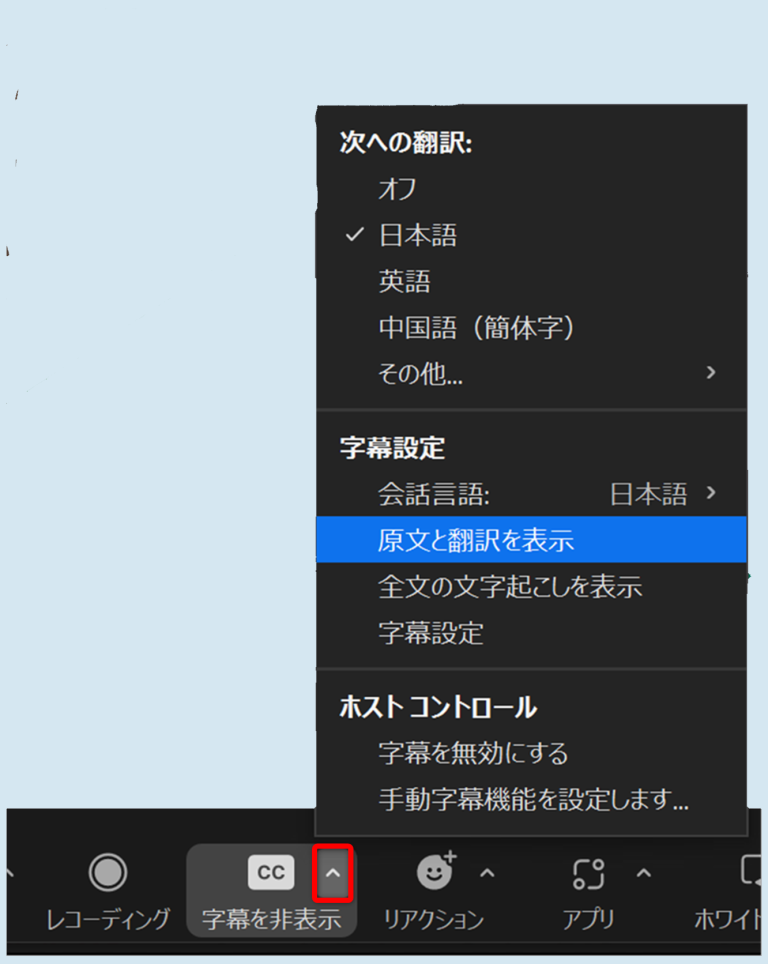 次への翻訳:
オフ
日本語
英語
中国語（簡体字）
その他...
字幕設定
会話言語: 日本語
原文と翻訳を表示
全文の文字起こしを表示
字幕設定
ホスト コントロール
字幕を無効にする
手動字幕機能を設定します...
CC
レコーディング 字幕を非表示 リアクション アプリ ホワイト